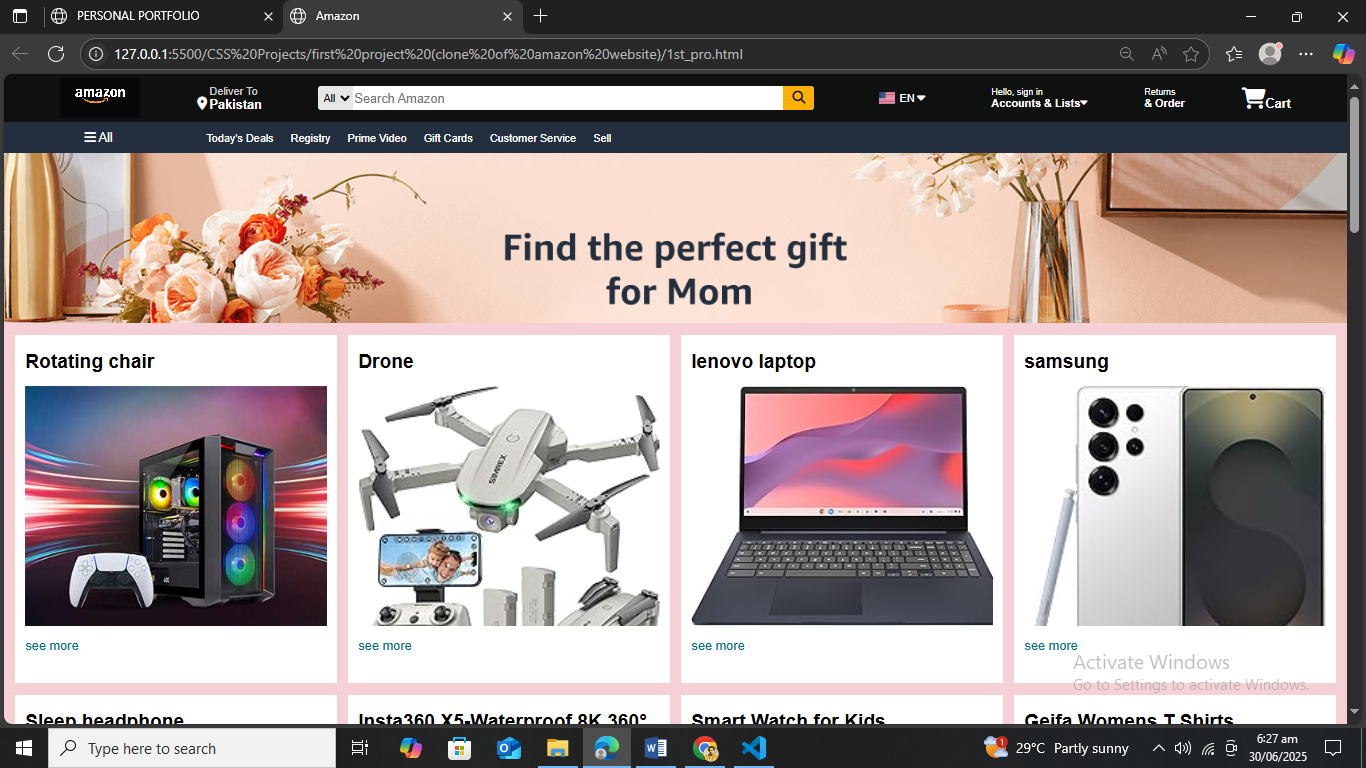 PERSONAL PORTFOLIO
Amazon
127.0.0.1:5500/CSS%20Projects/first%20project%20(clone%20of%20amazon%20website)/1st_pro.html
amazon
Deliver To
Pakistan
All
Search Amazon
EN
Hello, sign in
Accounts & Lists
Returns
& Order
Cart
All
Today's Deals
Registry
Prime Video
Gift Cards
Customer Service
Sell
Find the perfect gift
for Mom
Rotating chair
Drone
lenovo laptop
samsung
SIMREX
see more
see more
see more
see more
Activate Windows
Go to Settings to activate Windows.
Sleep headphone
Insta360 X5-Waterproof 8K 360°
Smart Watch for Kids
Geifa Womens T Shirts
Type here to search
1
29°C Partly sunny
6:27 am
30/06/2025